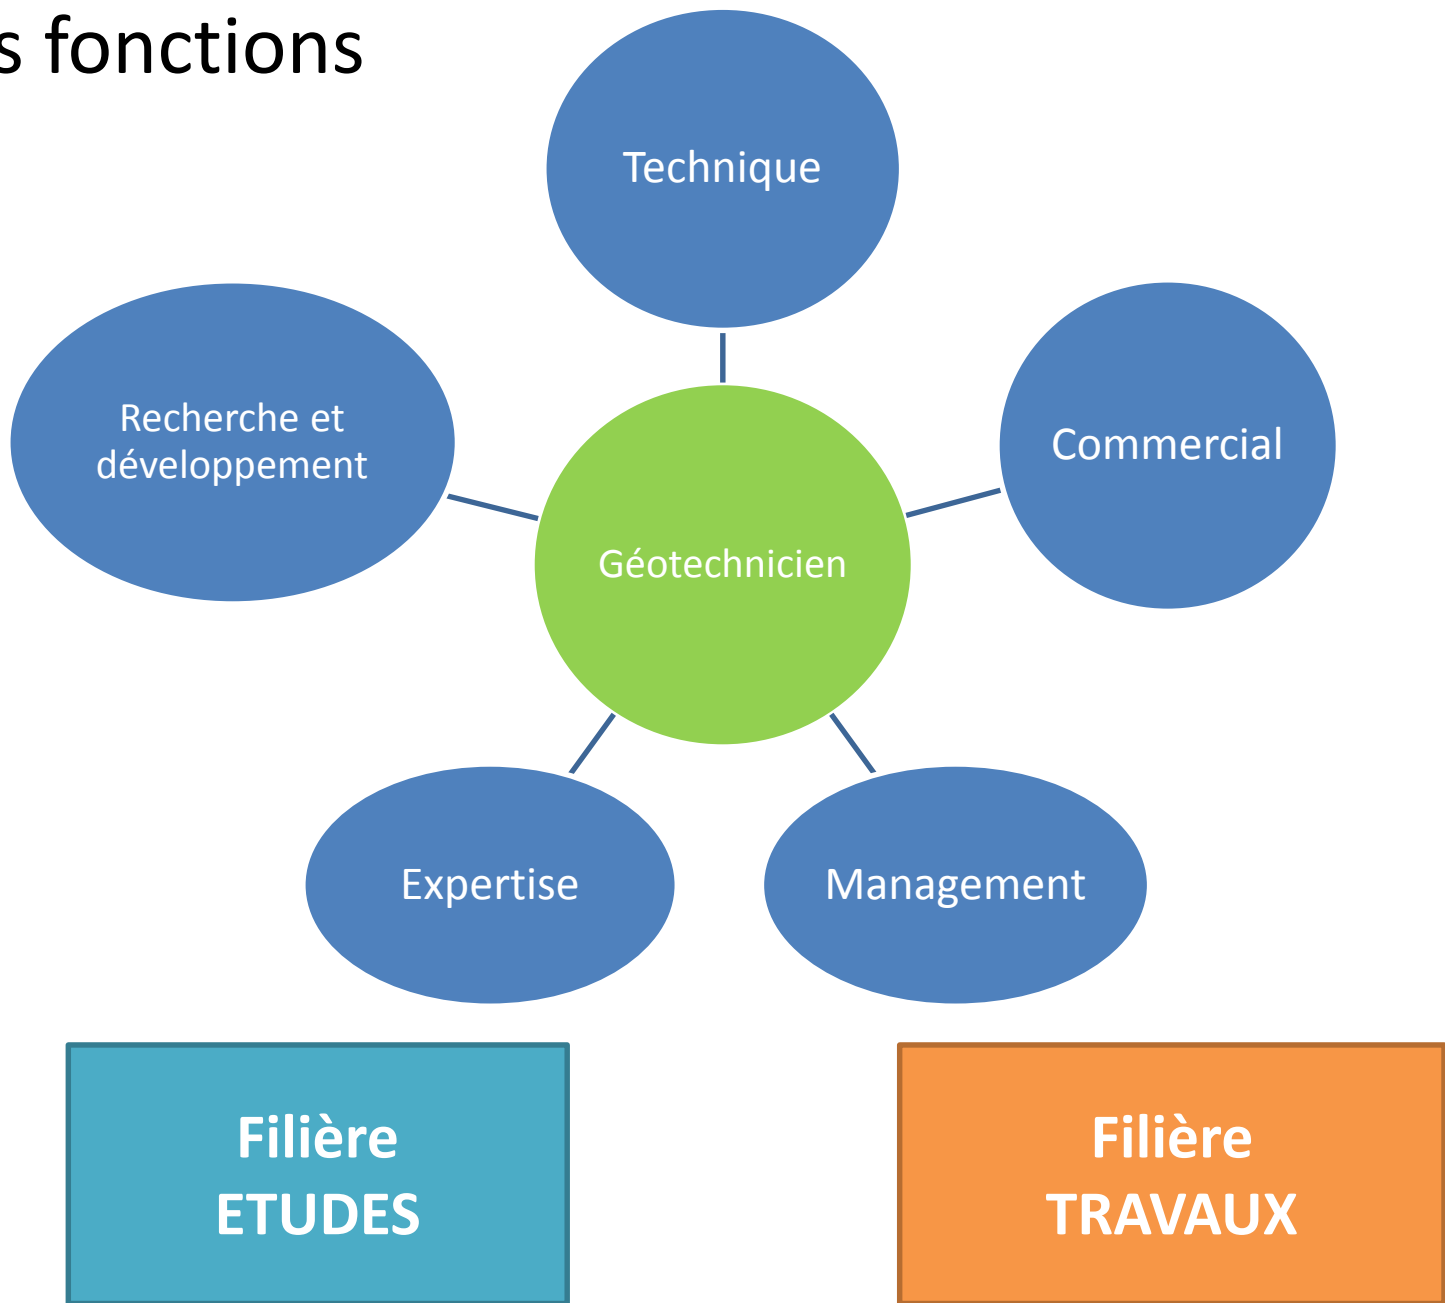 s fonctions
Technique
Recherche et
développement
Commercial
Géotechnicien
Expertise
Management
Filière
ETUDES
Filière
TRAVAUX